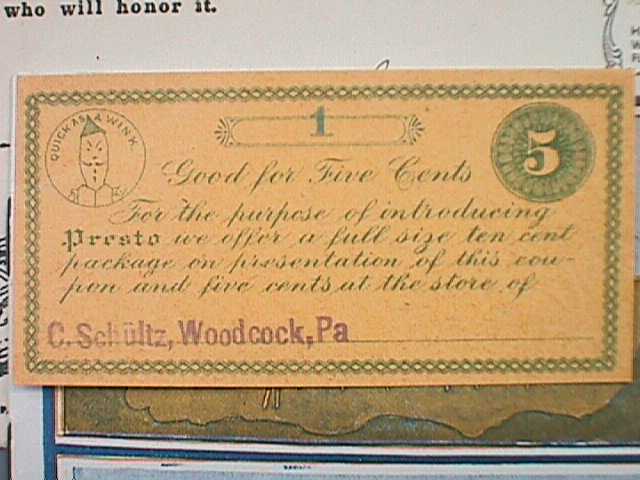 who will honor it.
QUICK AS A WINK.
1
5
Good for Five Cents
For the purpose of introducing
Presto we offer a full size ten cent
package on presentation of this cou-
pon and five cents at the store of
C. Schültz, Woodcock, Pa